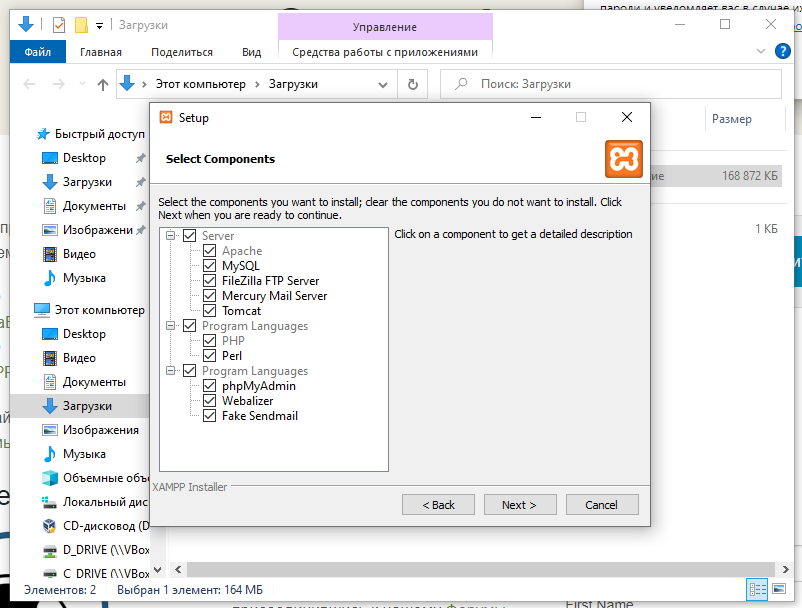 пароли и уведомляет вас в случае их
Загрузки
Управление
Файл
Главная
Поделиться
Вид
Средства работы с приложениями
Этот компьютер
Загрузки
Поиск: Загрузки
Размер
168 872 КБ
1 КБ
Быстрый доступ
Desktop
Загрузки
Документы
Изображени
Видео
Музыка
Этот компьютер
Desktop
Видео
Документы
Загрузки
Изображения
Музыка
Объемные объ
Локальный дис
CD-дисковод (D
D_DRIVE (\\VBox
C_DRIVE (\\VBox
Setup
Select Components
Select the components you want to install; clear the components you do not want to install. Click
Next when you are ready to continue.
Server
Apache
MySQL
FileZilla FTP Server
Mercury Mail Server
Tomcat
Program Languages
PHP
Perl
Program Languages
phpMyAdmin
Webalizer
Fake Sendmail
Click on a component to get a detailed description
XAMPP Installer
< Back
Next >
Cancel
Элементов: 2
Выбран 1 элемент: 164 МБ
First Name